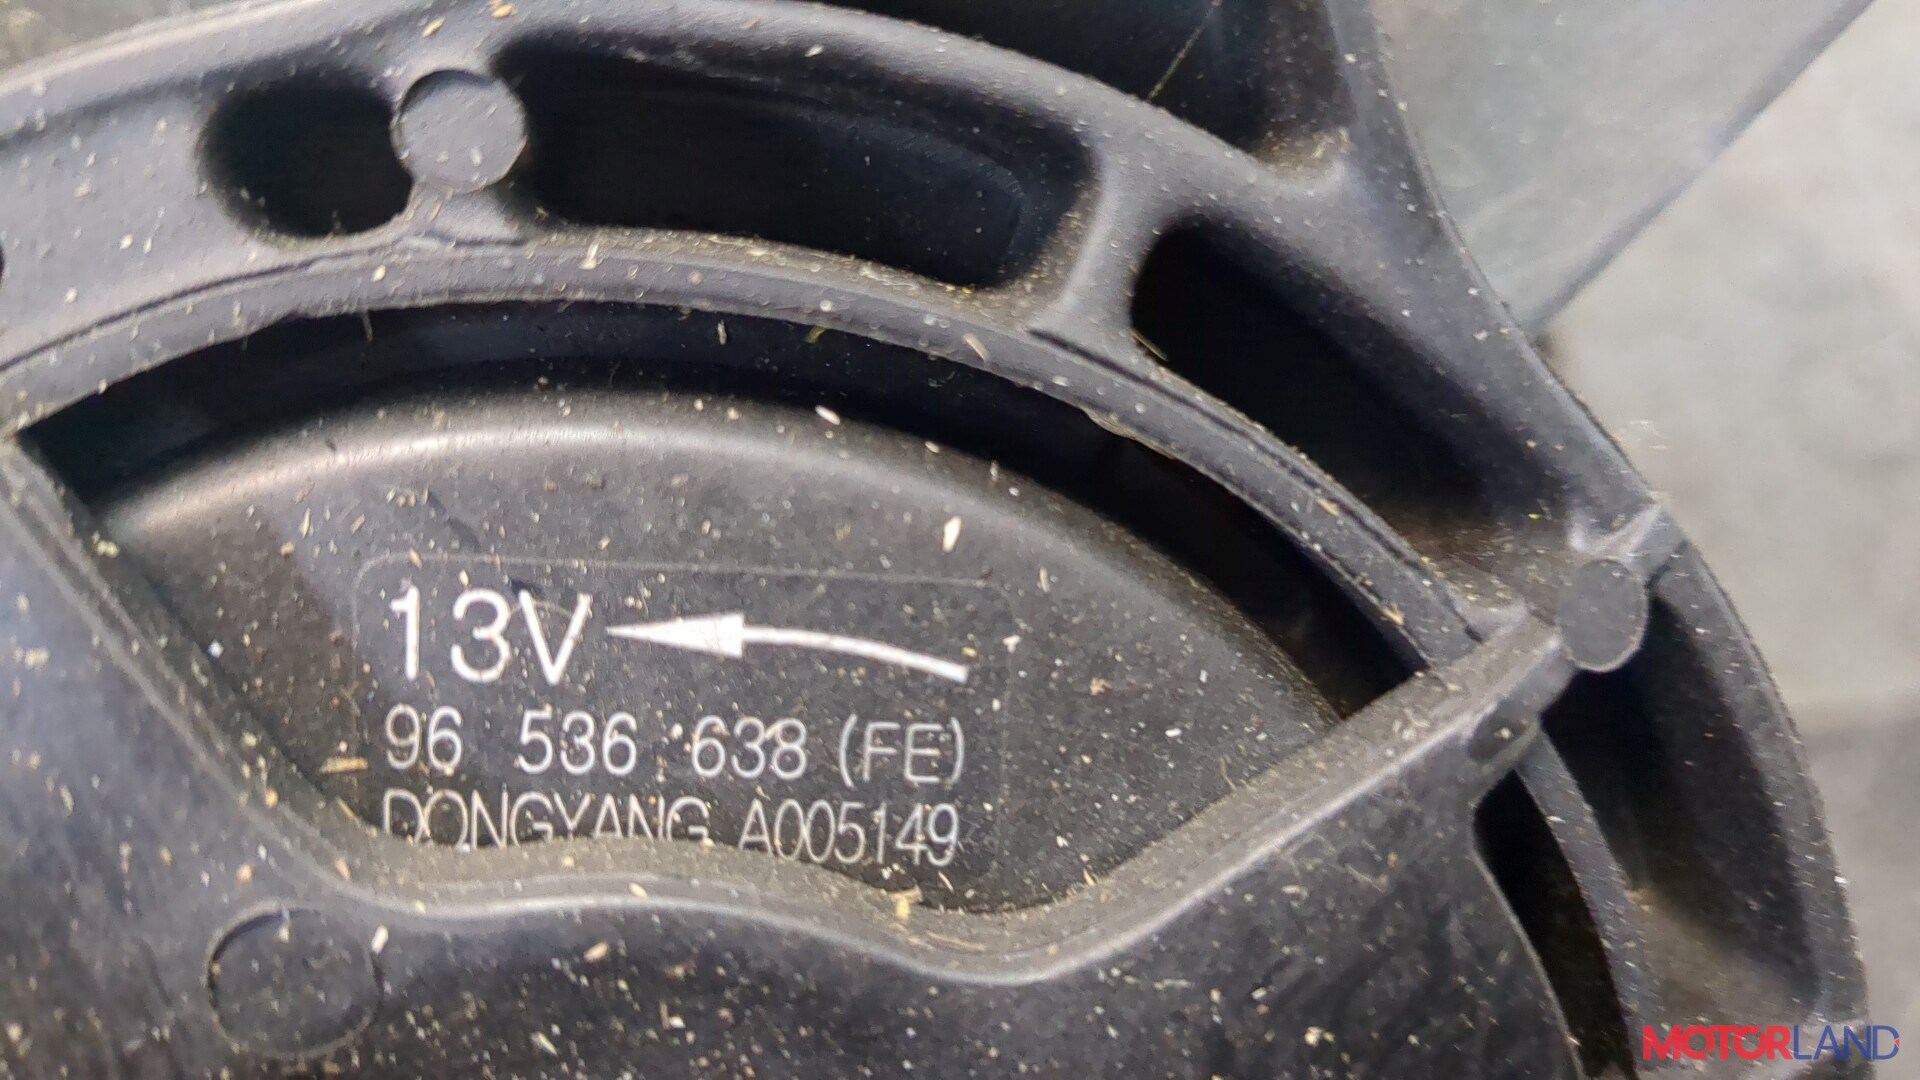 13V
96 536 638 (FE)
DONGYANG A005149
MOTORLAND